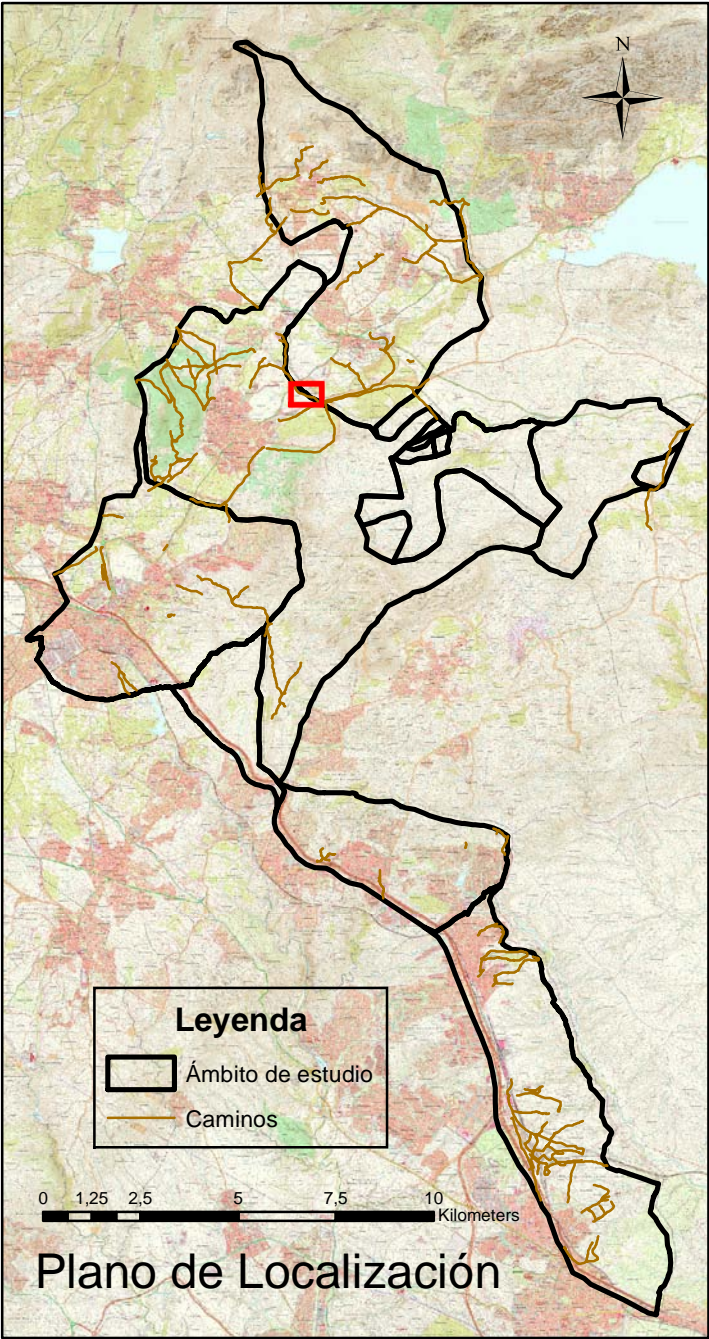 N
Leyenda
Ámbito de estudio
Caminos
0 1,25 2,5 5 7,5 10
Kilometers
Plano de Localización